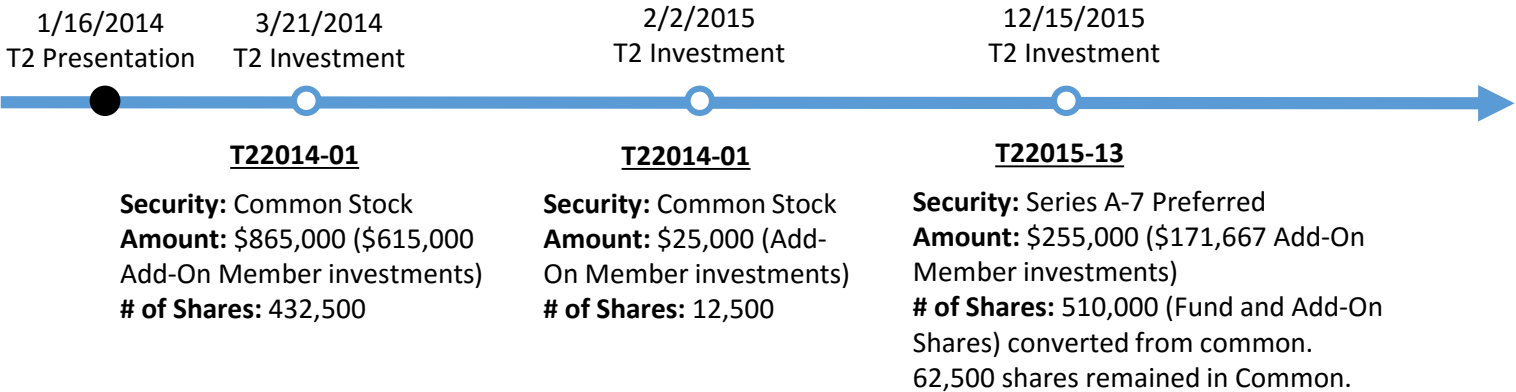 1/16/2014
T2 Presentation
3/21/2014
T2 Investment
2/2/2015
T2 Investment
12/15/2015
T2 Investment
T22014-01
Security: Common Stock
Amount: $865,000 ($615,000
Add-On Member investments)
# of Shares: 432,500
T22014-01
Security: Common Stock
Amount: $25,000 (Add-
On Member investments)
# of Shares: 12,500
T22015-13
Security: Series A-7 Preferred
Amount: $255,000 ($171,667 Add-On
Member investments)
# of Shares: 510,000 (Fund and Add-On
Shares) converted from common.
62,500 shares remained in Common.